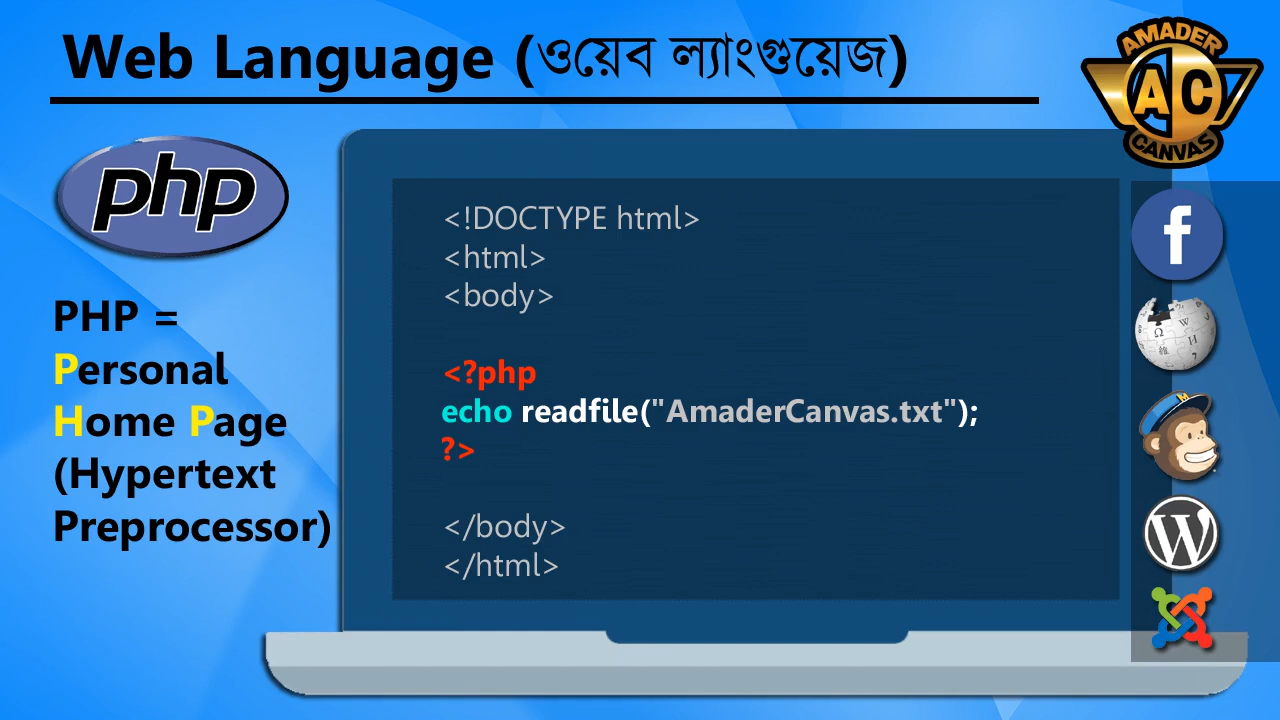 Web Language (ওয়েব ল্যাংগুয়েজ)
AMADER
AC
CANVAS
php
PHP =
Personal
Home Page
(Hypertext
Preprocessor)
<!DOCTYPE html>
<html>
<body>
<?php
echo readfile("AmaderCanvas.txt");
?>
</body>
</html>
f
W